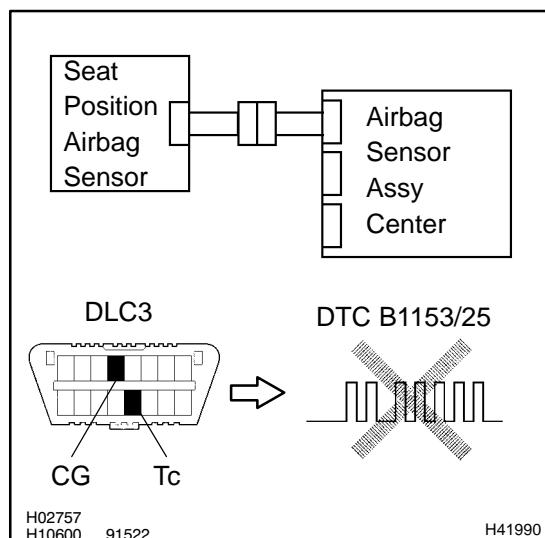 Seat
Position
Airbag
Sensor
Airbag
Sensor
Assy
Center
DLC3
DTC B1153/25
CG
Tc
H02757
H10600 91522
H41990